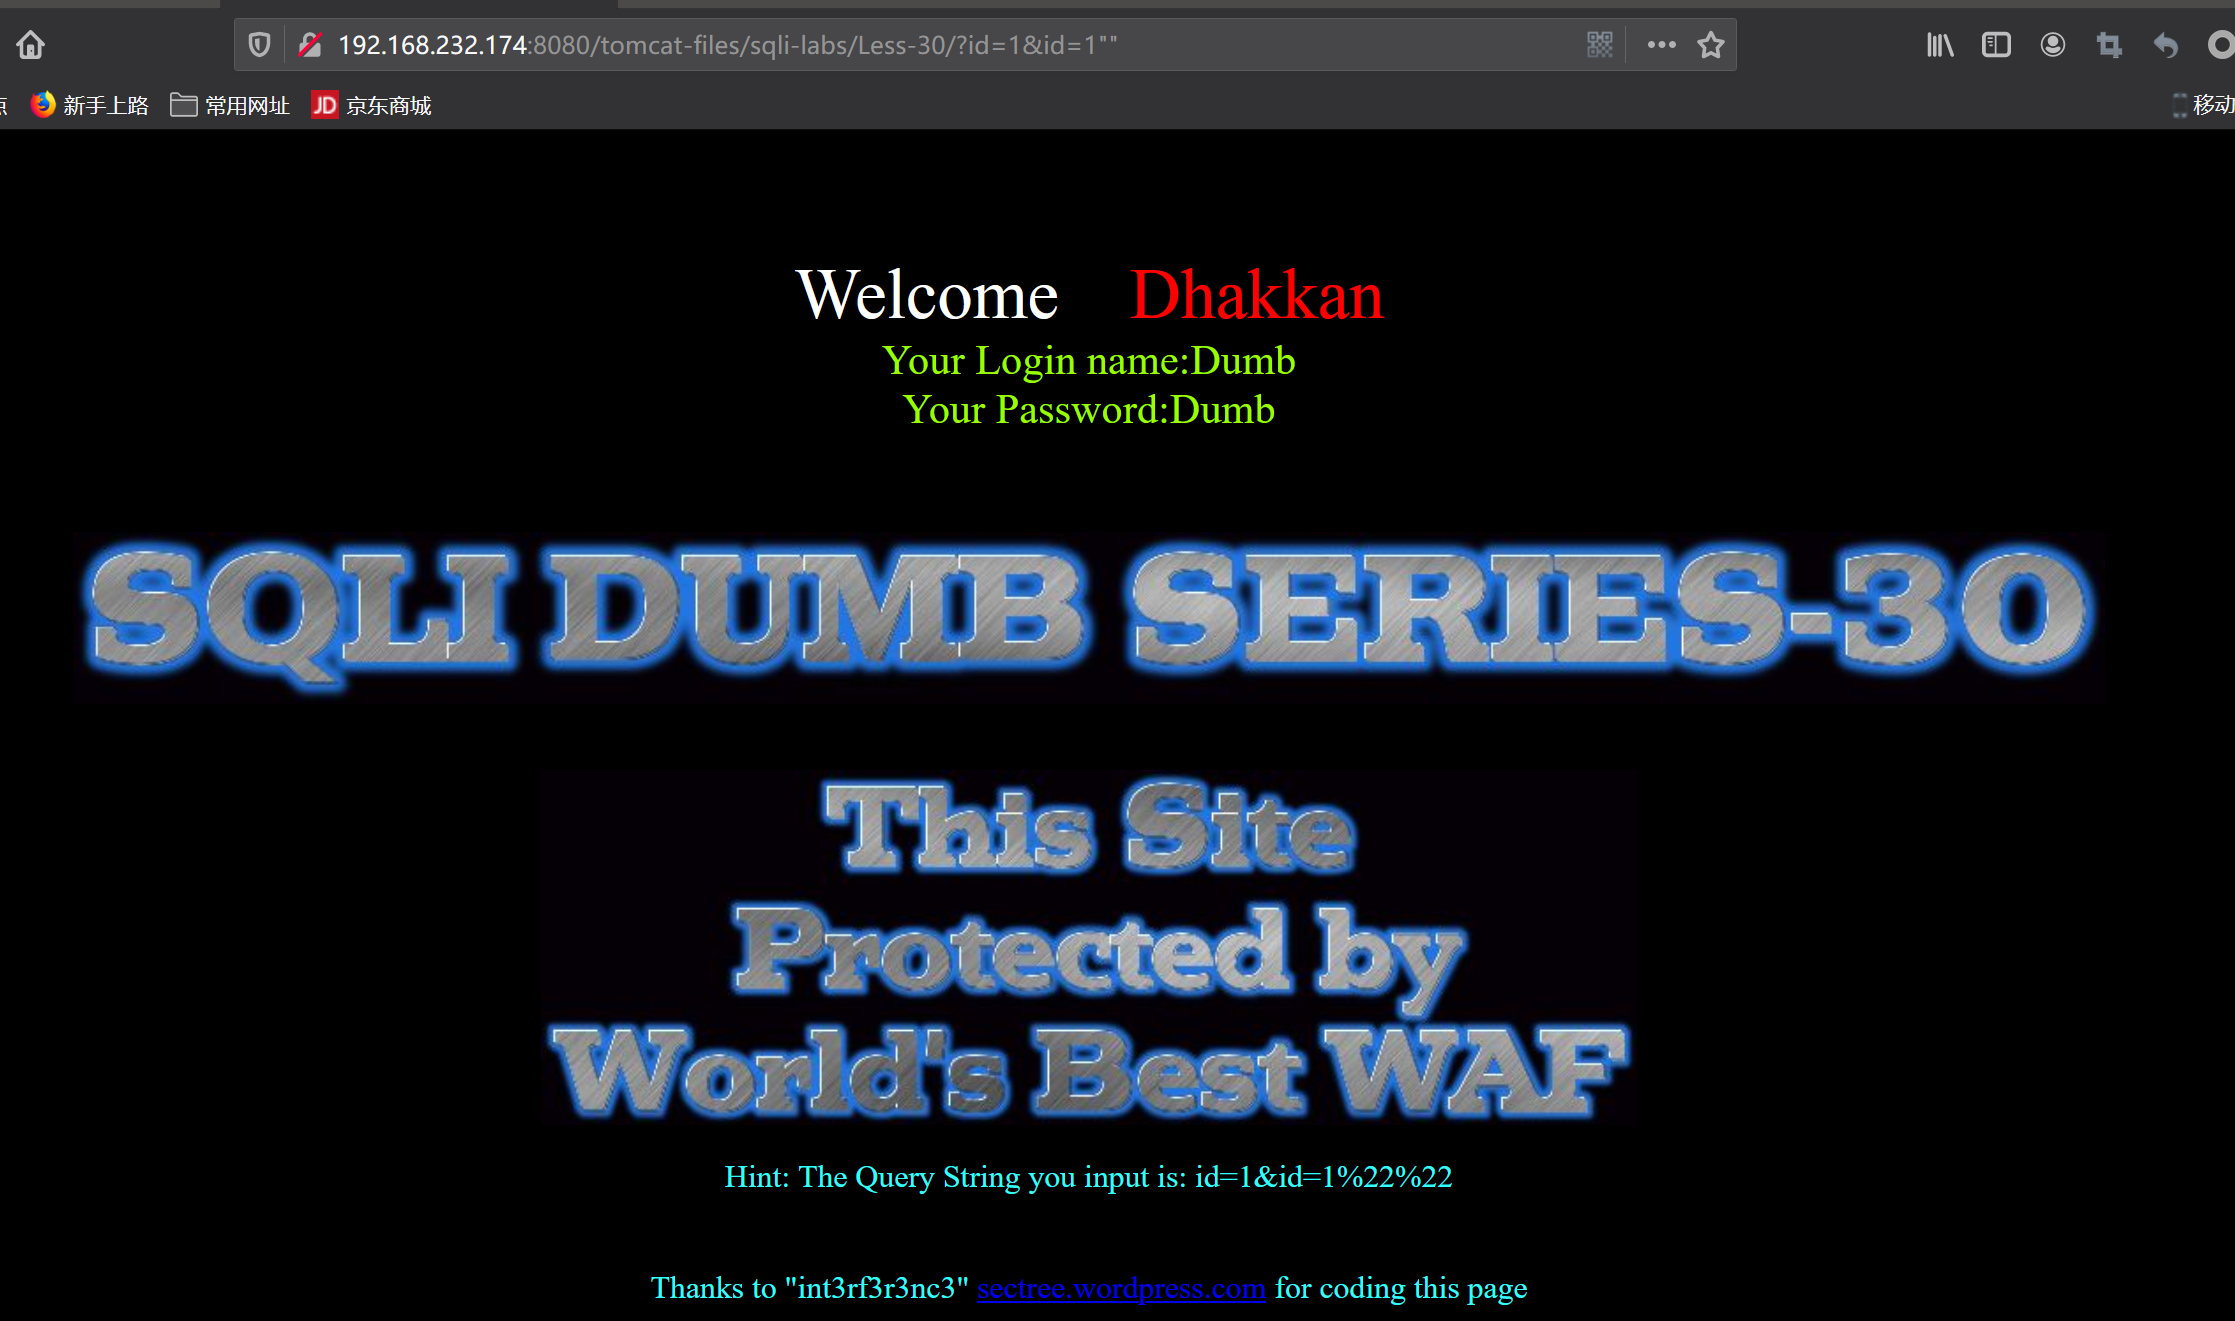 192.168.232.174:8080/tomcat-files/sqli-labs/Less-30/?id=1&id=1""
新手上路 常用网址 JD 京东商城 移动
Welcome Dhakkan
Your Login name:Dumb
Your Password:Dumb
SQLI DUMB SERIES-30
This Site
Protected by
World's Best WAF
Hint: The Query String you input is: id=1&id=1%22%22
Thanks to "int3rf3r3nc3" sectree.wordpress.com for coding this page